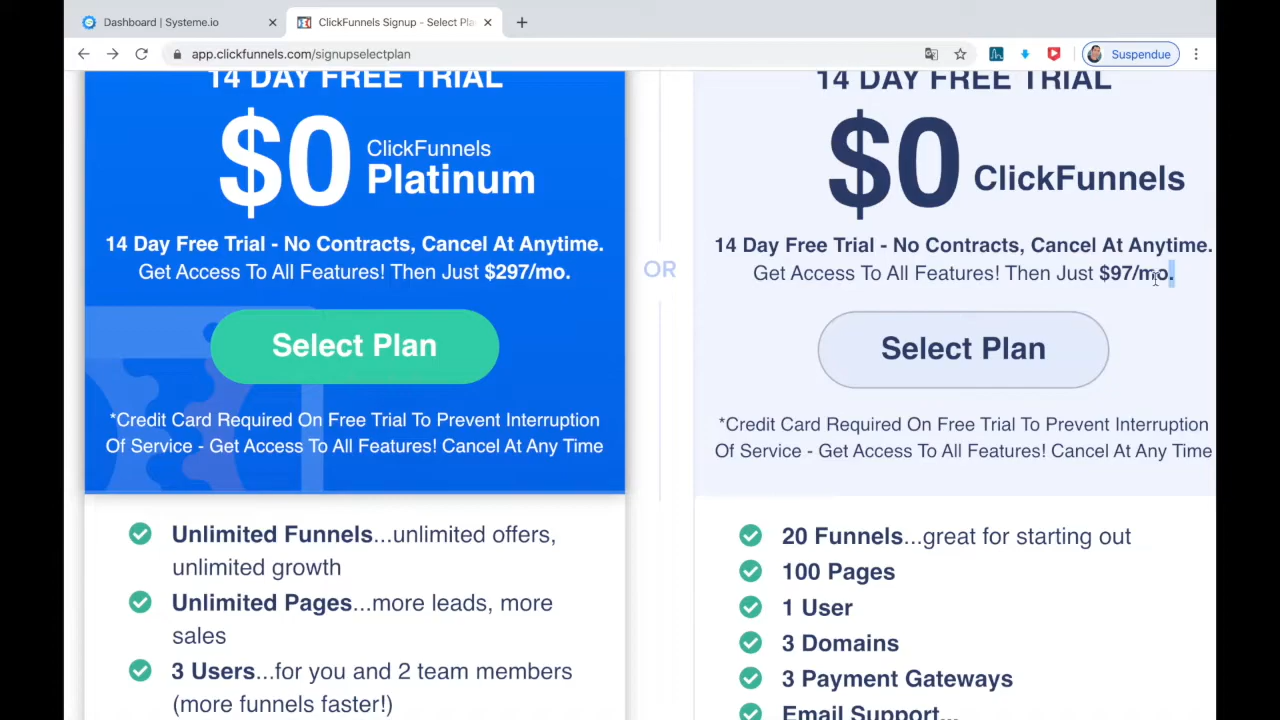 Dashboard | Systeme.io
ClickFunnels Signup - Select Pla
app.clickfunnels.com/signupselectplan
Suspendue
14 DAY FREE TRIAL
$0
ClickFunnels
Platinum
14 Day Free Trial - No Contracts, Cancel At Anytime.
Get Access To All Features! Then Just $297/mo.
Select Plan
*Credit Card Required On Free Trial To Prevent Interruption
Of Service - Get Access To All Features! Cancel At Any Time
Unlimited Funnels...unlimited offers,
unlimited growth
Unlimited Pages...more leads, more
sales
3 Users...for you and 2 team members
(more funnels faster!)
OR
14 DAY FREE TRIAL
$0 ClickFunnels
14 Day Free Trial - No Contracts, Cancel At Anytime.
Get Access To All Features! Then Just $97/mo.
Select Plan
*Credit Card Required On Free Trial To Prevent Interruption
Of Service - Get Access To All Features! Cancel At Any Time
20 Funnels...great for starting out
100 Pages
1 User
3 Domains
3 Payment Gateways
Email Support...